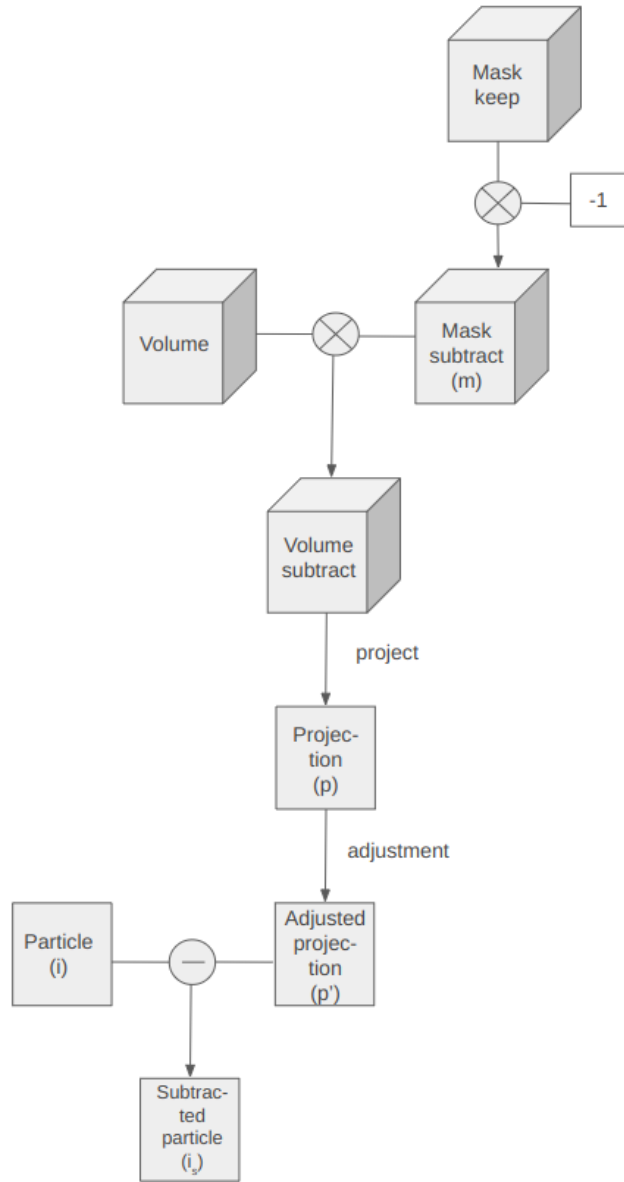 Mask
keep
-1
Volume
Mask
subtract
(m)
Volume
subtract
project
Projec-
tion
(p)
adjustment
Particle
(i)
Adjusted
projec-
tion
(p')
Subtrac-
ted
particle
(is)